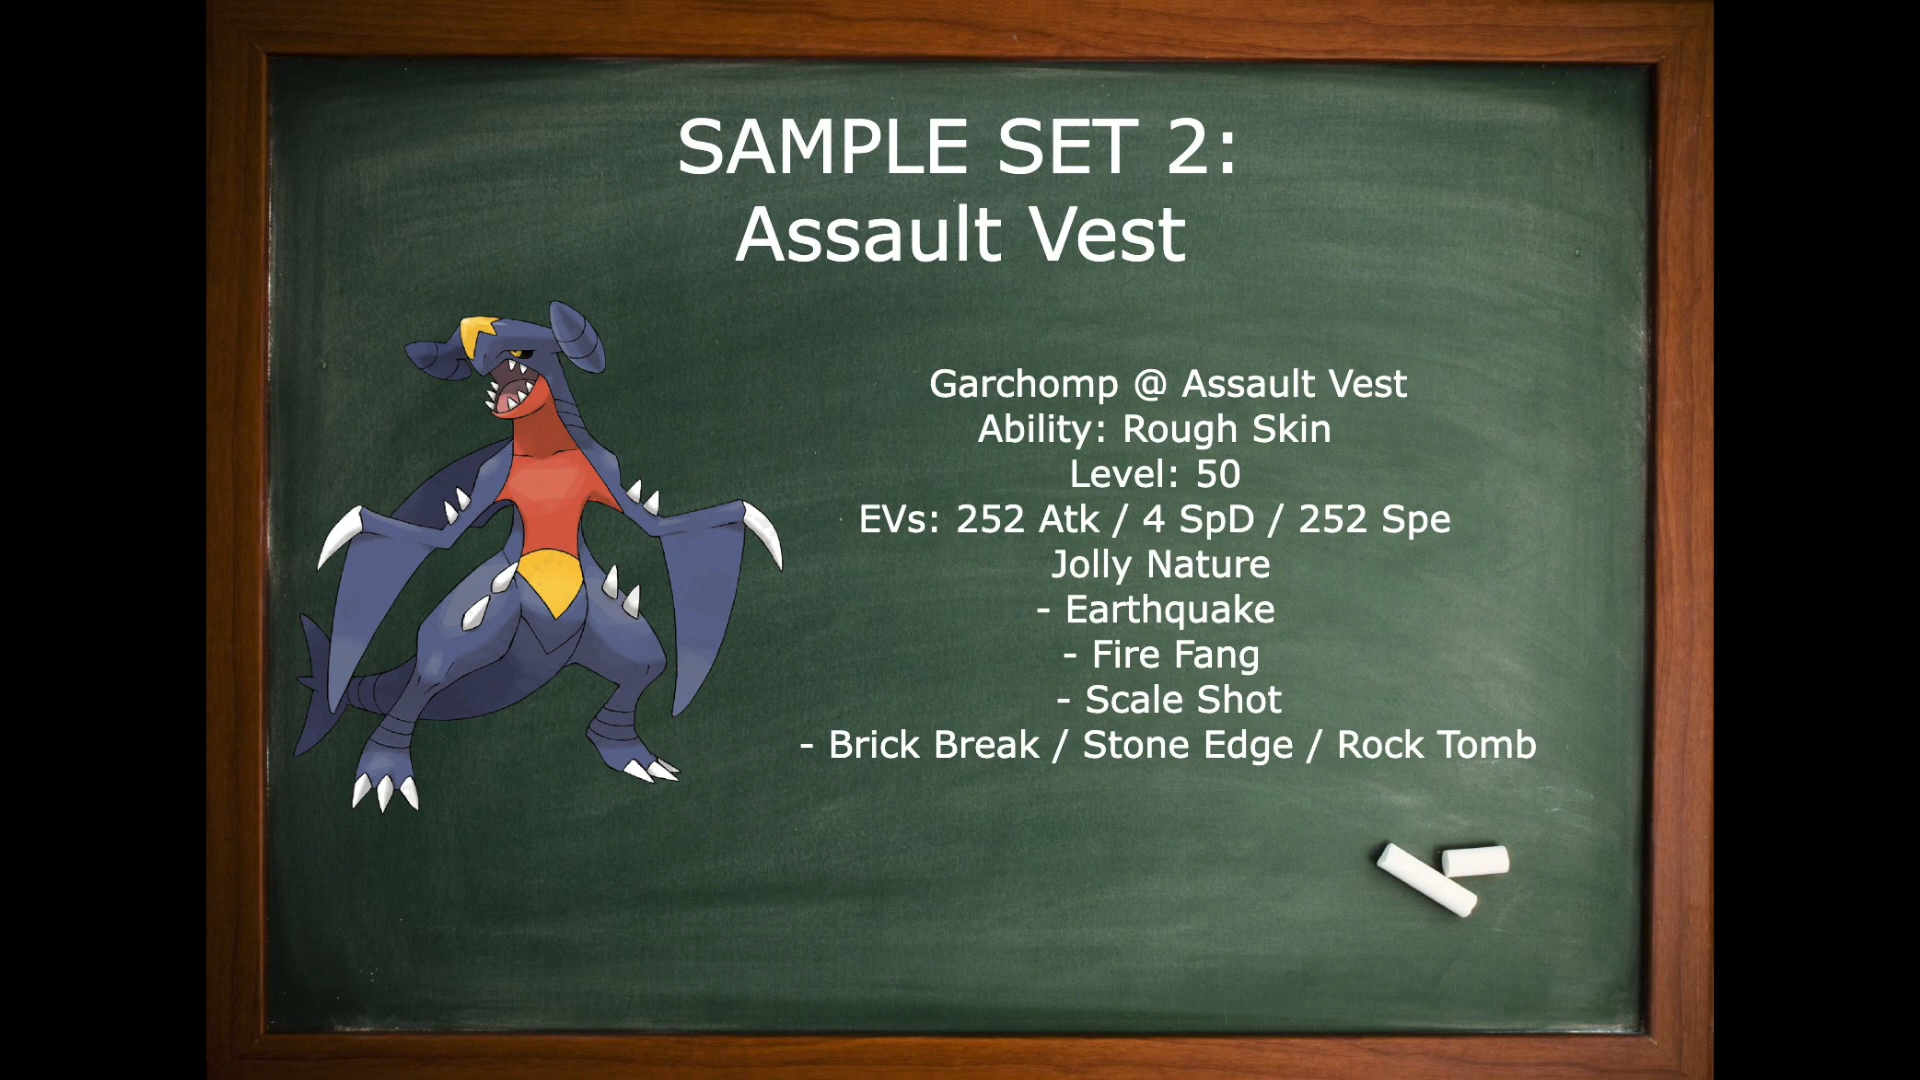 SAMPLE SET 2:
Assault Vest
Garchomp @ Assault Vest
Ability: Rough Skin
Level: 50
EVs: 252 Atk / 4 SpD / 252 Spe
Jolly Nature
- Earthquake
- Fire Fang
- Scale Shot
- Brick Break / Stone Edge / Rock Tomb